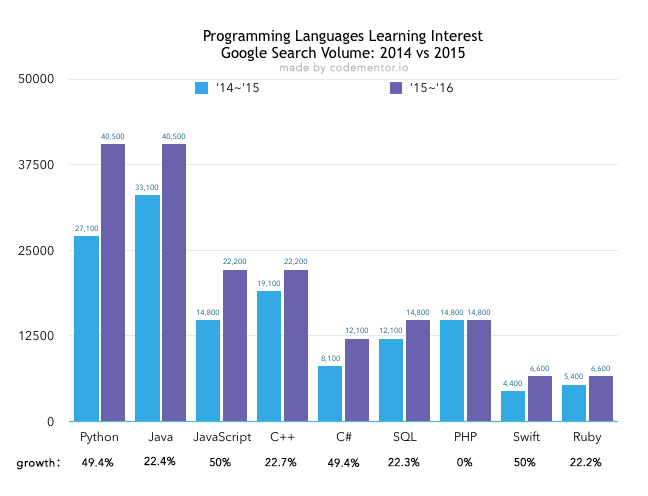 Programming Languages Learning Interest
Google Search Volume: 2014 vs 2015
made by codementor.io
50000
'14~'15 '15~'16
40,500 40,500
37500
33,100
27,100
25000
22,200 22,200
19,100
14,800 14,800 14,800 14,800
12500
12,100 12,100
8,100
6,600 6,600
4,400 5,400
0
Python Java JavaScript C++ C# SQL PHP Swift Ruby
growth: 49.4% 22.4% 50% 22.7% 49.4% 22.3% 0% 50% 22.2%